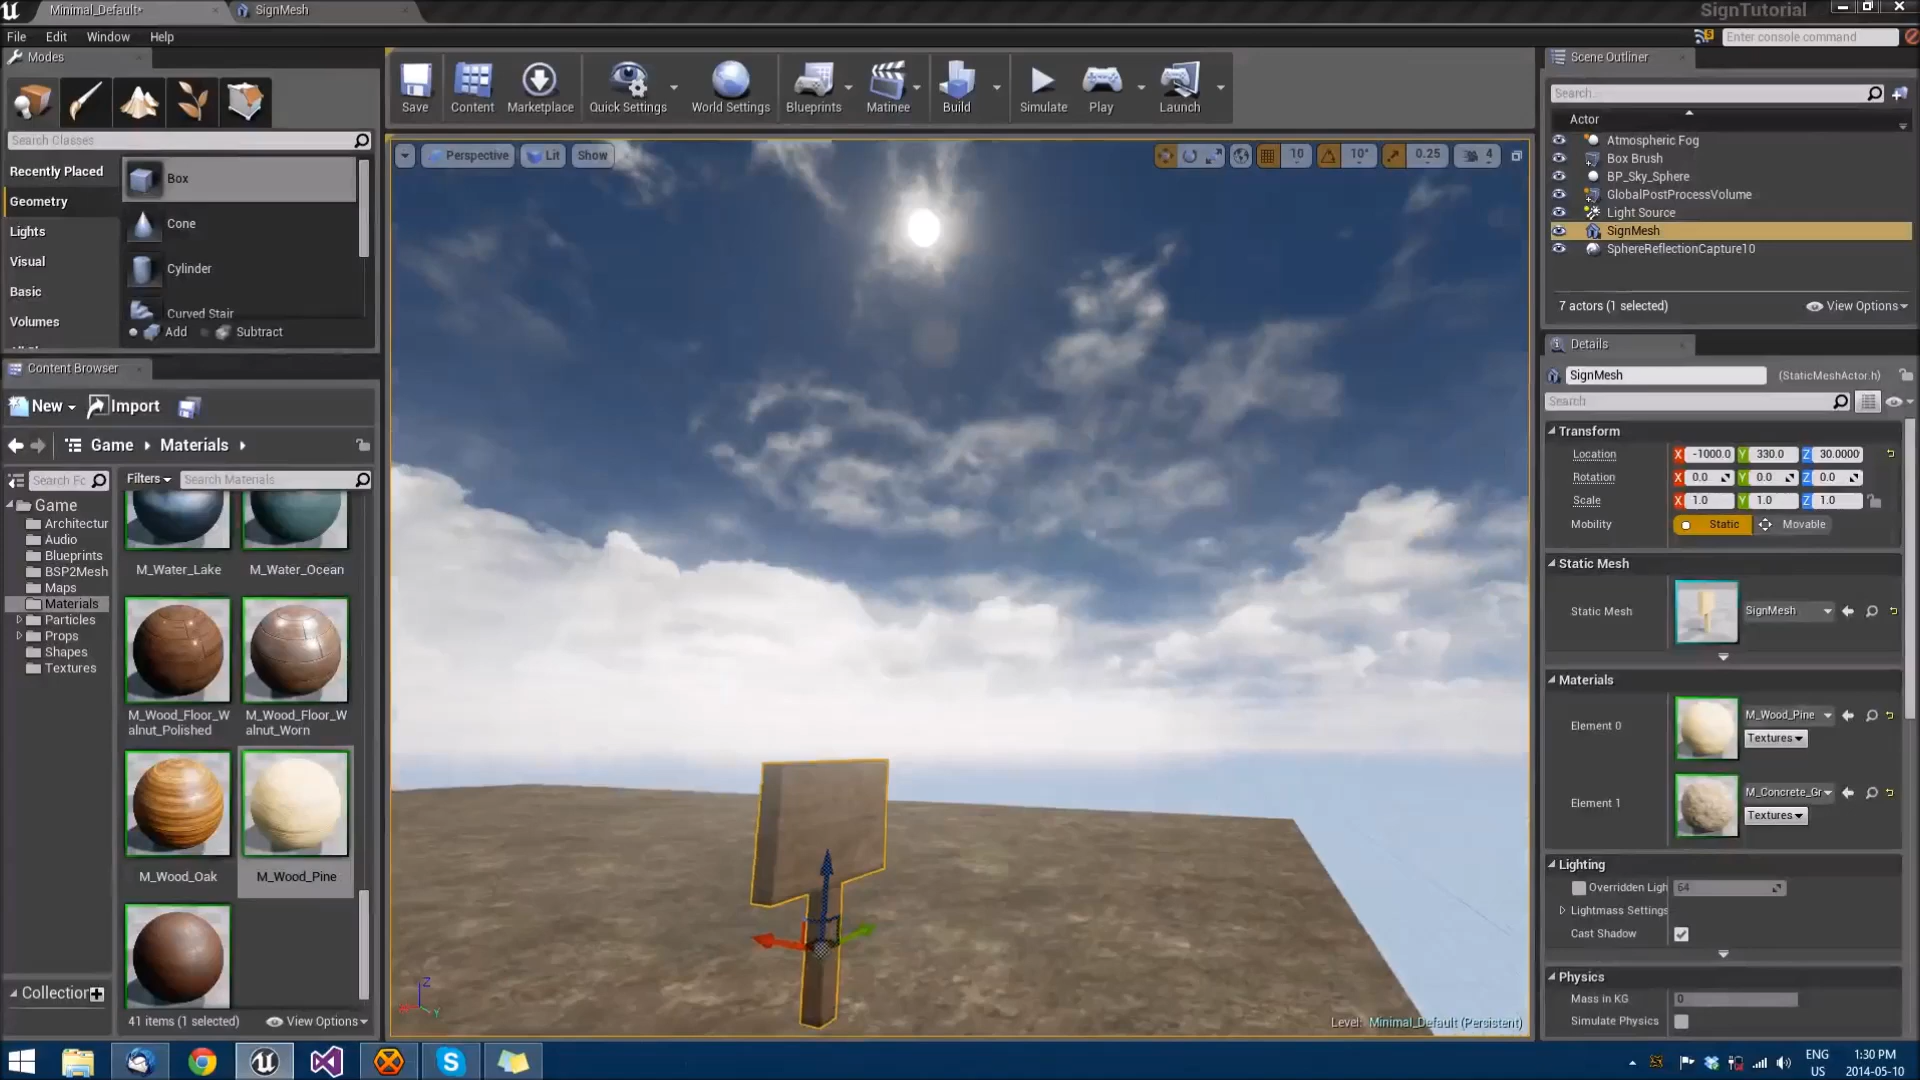 Minimal_Default*
SignMesh
SignTutorial
File Edit Window Help
Enter console command
Modes
Search Classes
Recently Placed
Geometry
Lights
Visual
Basic
Volumes
Box
Cone
Cylinder
Curved Stair
Add Subtract
Save
Content
Marketplace
Quick Settings
World Settings
Blueprints
Matinee
Build
Simulate
Play
Launch
Perspective Lit Show
10 10° 0.25 4
Scene Outliner
Search
Actor
Atmospheric Fog
Box Brush
BP_Sky_Sphere
GlobalPostProcessVolume
Light Source
SignMesh
SphereReflectionCapture10
7 actors (1 selected)
View Options
Content Browser
New Import
Game Materials
Search Fc
Filters
Search Materials
Game
Architectur
Audio
Blueprints
BSP2Mesh
Maps
Materials
Particles
Props
Shapes
Textures
Collection
M_Water_Lake
M_Water_Ocean
M_Wood_Floor_W
alnut_Polished
M_Wood_Floor_W
alnut_Worn
M_Wood_Oak
M_Wood_Pine
41 items (1 selected)
View Options
Z
X
Y
Level: Minimal_Default (Persistent)
Details
SignMesh
(StaticMeshActor.h)
Search
Transform
Location X -1000.0 Y 330.0 Z 30.0000
Rotation X 0.0 Y 0.0 Z 0.0
Scale X 1.0 Y 1.0 Z 1.0
Mobility Static Movable
Static Mesh
Static Mesh SignMesh
Materials
Element 0 M_Wood_Pine
Textures
Element 1 M_Concrete_Gr
Textures
Lighting
Overridden Ligh 64
Lightmass Settings
Cast Shadow
Physics
Mass in KG 0
Simulate Physics
ENG
US
1:30 PM
2014-05-10